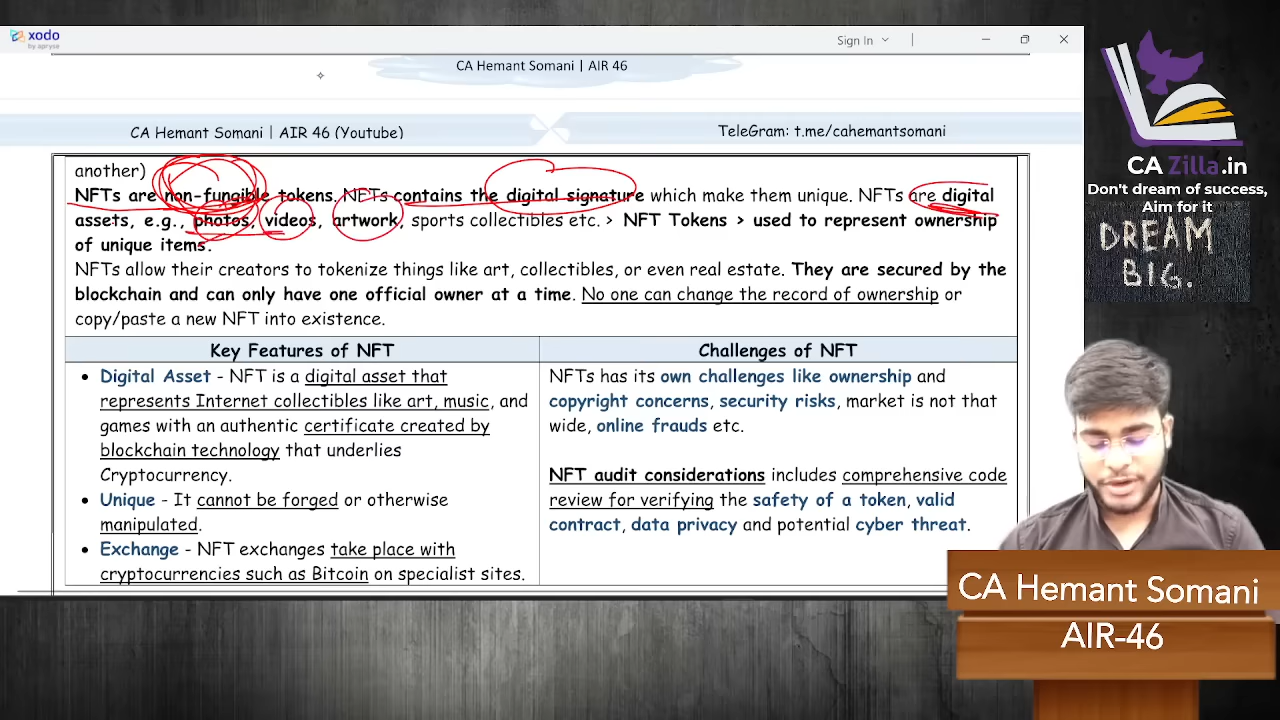 xodo
by apryse
Sign In
CA Hemant Somani | AIR 46
CA Hemant Somani | AIR 46 (Youtube)
TeleGram: t.me/cahemantsomani
another)
NFTs are non-fungible tokens. NFTs contains the digital signature which make them unique. NFTs are digital
assets, e.g., photos, videos, artwork, sports collectibles etc. > NFT Tokens > used to represent ownership
of unique items.
NFTs allow their creators to tokenize things like art, collectibles, or even real estate. They are secured by the
blockchain and can only have one official owner at a time. No one can change the record of ownership or
copy/paste a new NFT into existence.
Key Features of NFT
• Digital Asset - NFT is a digital asset that
represents Internet collectibles like art, music, and
games with an authentic certificate created by
blockchain technology that underlies
Cryptocurrency.
• Unique - It cannot be forged or otherwise
manipulated.
• Exchange - NFT exchanges take place with
cryptocurrencies such as Bitcoin on specialist sites.
Challenges of NFT
NFTs has its own challenges like ownership and
copyright concerns, security risks, market is not that
wide, online frauds etc.
NFT audit considerations includes comprehensive code
review for verifying the safety of a token, valid
contract, data privacy and potential cyber threat.
CA Zilla.in
Don't dream of success,
Aim for it
DREAM
BIG.
CA Hemant Somani
AIR-46